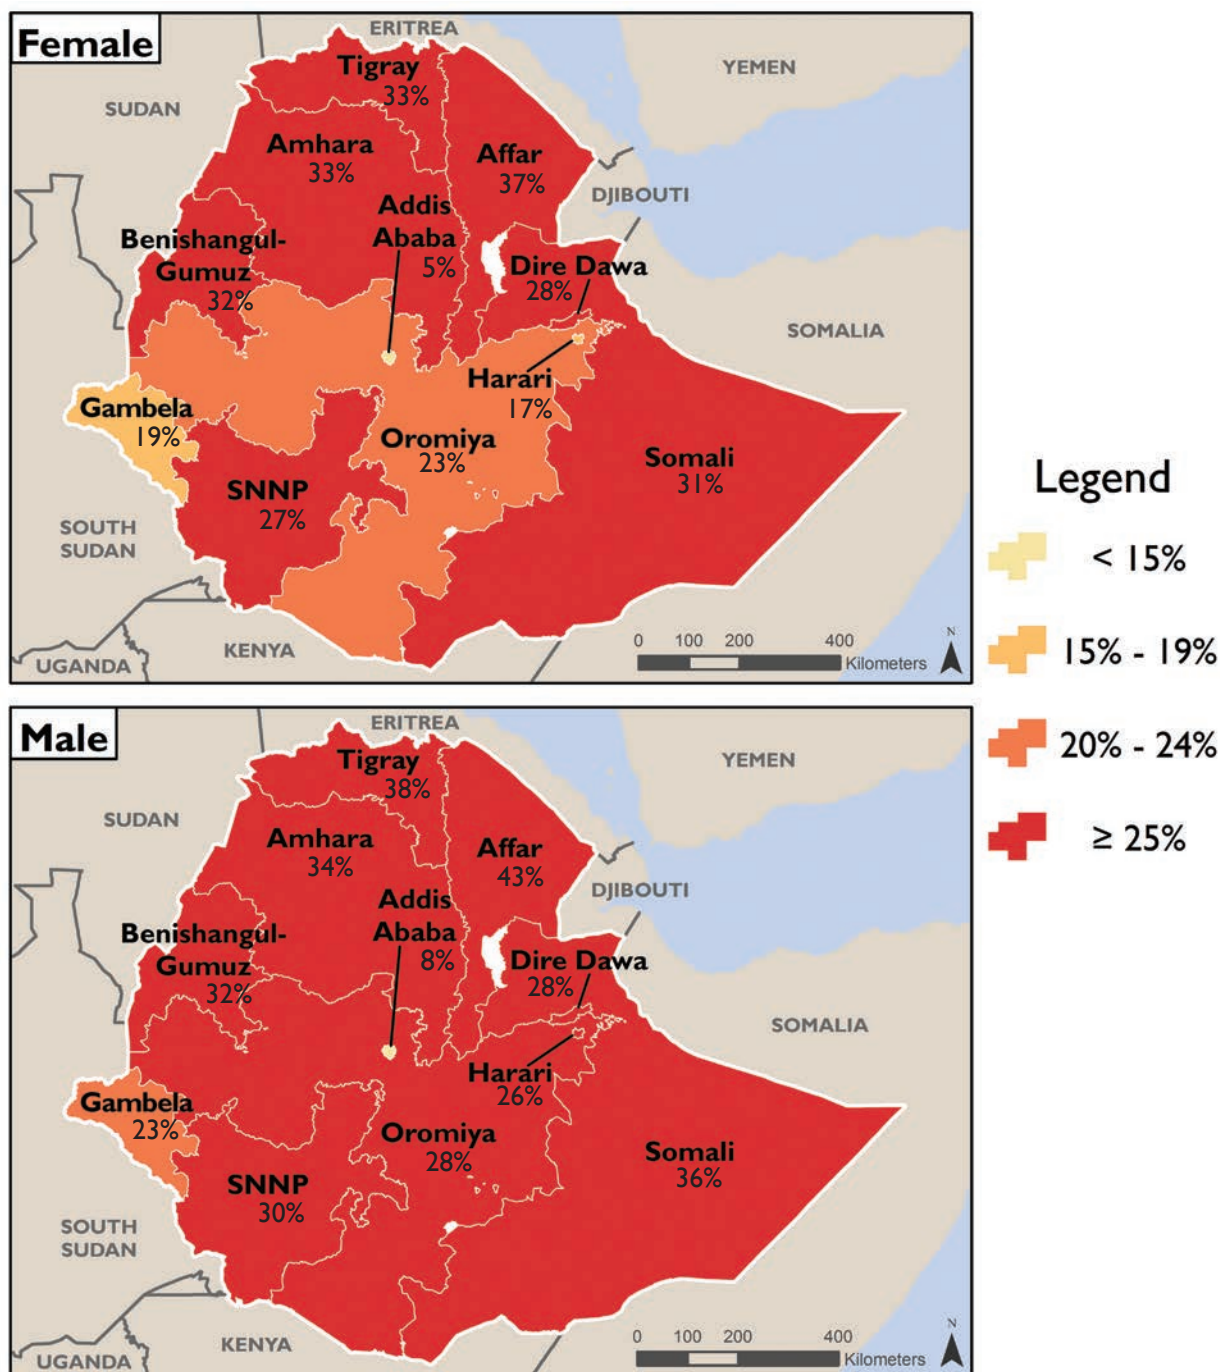 Female
ERITREA
YEMEN
SUDAN
Tigray
33%
Amhara
33%
Affar
37%
DJIBOUTI
Addis
Ababa
5%
Benishangul-
Gumuz
32%
Dire Dawa
28%
SOMALIA
Harari
17%
Gambela
19%
Oromiya
23%
Somali
31%
SNNP
27%
SOUTH
SUDAN
UGANDA
KENYA
0 100 200 400
Kilometers
N
Legend
< 15%
15% - 19%
20% - 24%
≥ 25%
Male
ERITREA
YEMEN
SUDAN
Tigray
38%
Amhara
34%
Affar
43%
DJIBOUTI
Addis
Ababa
8%
Benishangul-
Gumuz
32%
Dire Dawa
28%
SOMALIA
Harari
26%
Gambela
23%
Oromiya
28%
Somali
36%
SNNP
30%
SOUTH
SUDAN
UGANDA
KENYA
0 100 200 400
Kilometers
N